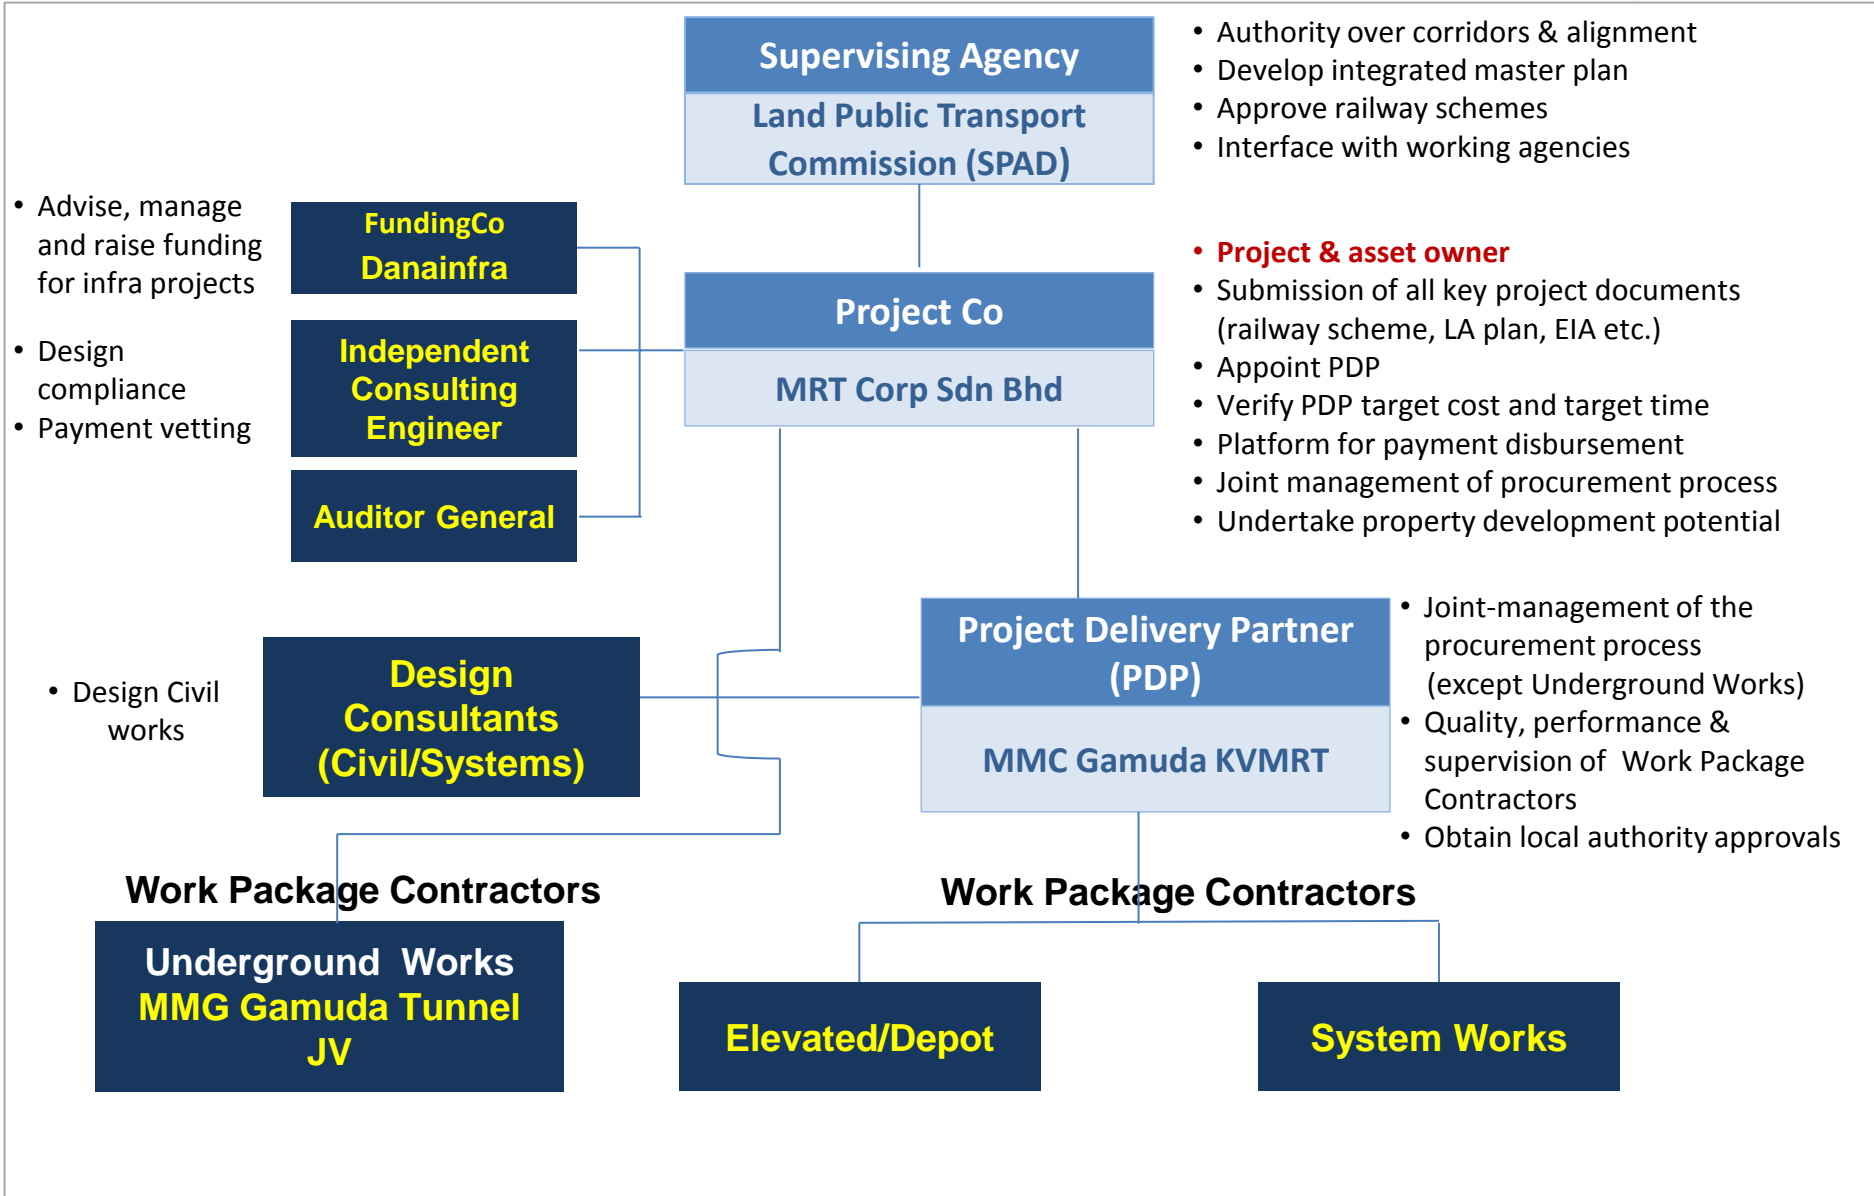 Supervising Agency
Land Public Transport
Commission (SPAD)
• Authority over corridors & alignment
• Develop integrated master plan
• Approve railway schemes
• Interface with working agencies
• Advise, manage
and raise funding
for infra projects
FundingCo
Danainfra
• Design
compliance
• Payment vetting
Independent
Consulting
Engineer
Auditor General
Project Co
MRT Corp Sdn Bhd
• Project & asset owner
• Submission of all key project documents
(railway scheme, LA plan, EIA etc.)
• Appoint PDP
• Verify PDP target cost and target time
• Platform for payment disbursement
• Joint management of procurement process
• Undertake property development potential
• Design Civil
works
Design
Consultants
(Civil/Systems)
Project Delivery Partner
(PDP)
MMC Gamuda KVMRT
• Joint-management of the
procurement process
(except Underground Works)
• Quality, performance &
supervision of Work Package
Contractors
• Obtain local authority approvals
Work Package Contractors
Underground Works
MMG Gamuda Tunnel
JV
Work Package Contractors
Elevated/Depot
System Works